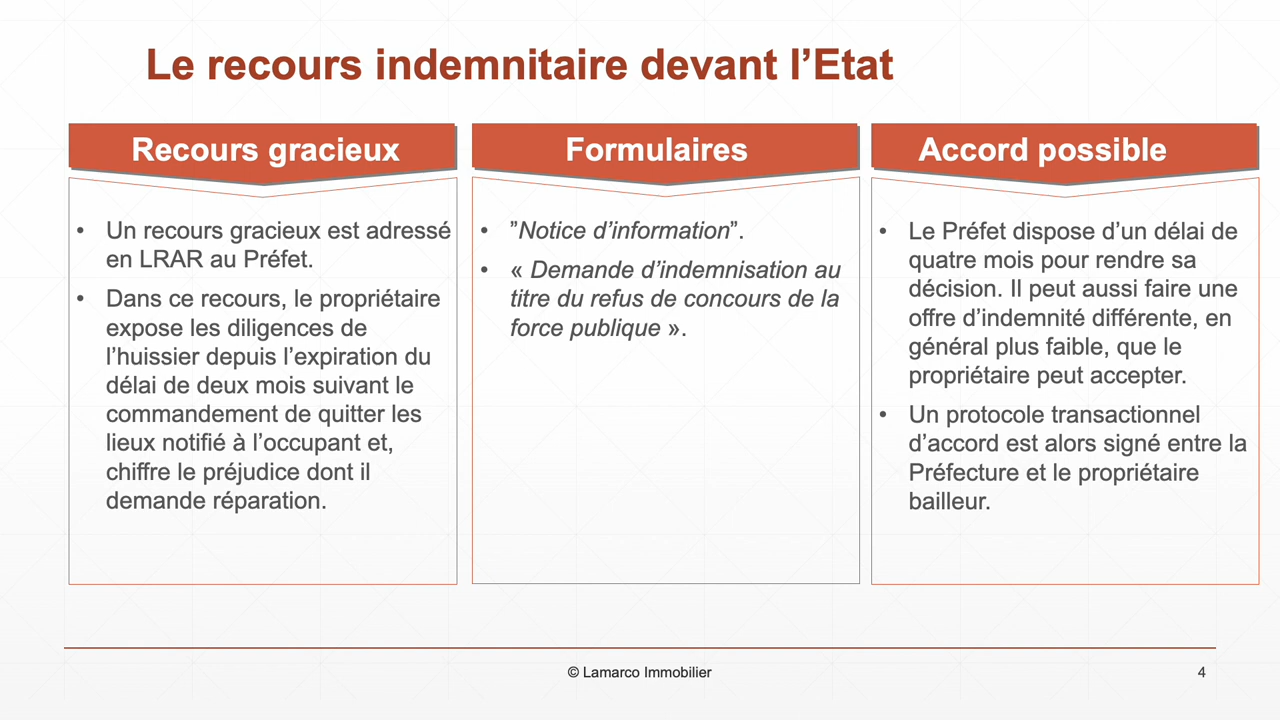 Le recours indemnitaire devant l’Etat
Recours gracieux
• Un recours gracieux est adressé
en LRAR au Préfet.
• Dans ce recours, le propriétaire
expose les diligences de
l’huissier depuis l’expiration du
délai de deux mois suivant le
commandement de quitter les
lieux notifié à l’occupant et,
chiffre le préjudice dont il
demande réparation.
Formulaires
• ”Notice d’information”.
• « Demande d’indemnisation au
titre du refus de concours de la
force publique ».
Accord possible
• Le Préfet dispose d’un délai de
quatre mois pour rendre sa
décision. Il peut aussi faire une
offre d’indemnité différente, en
général plus faible, que le
propriétaire peut accepter.
• Un protocole transactionnel
d’accord est alors signé entre la
Préfecture et le propriétaire
bailleur.
© Lamarco Immobilier
4